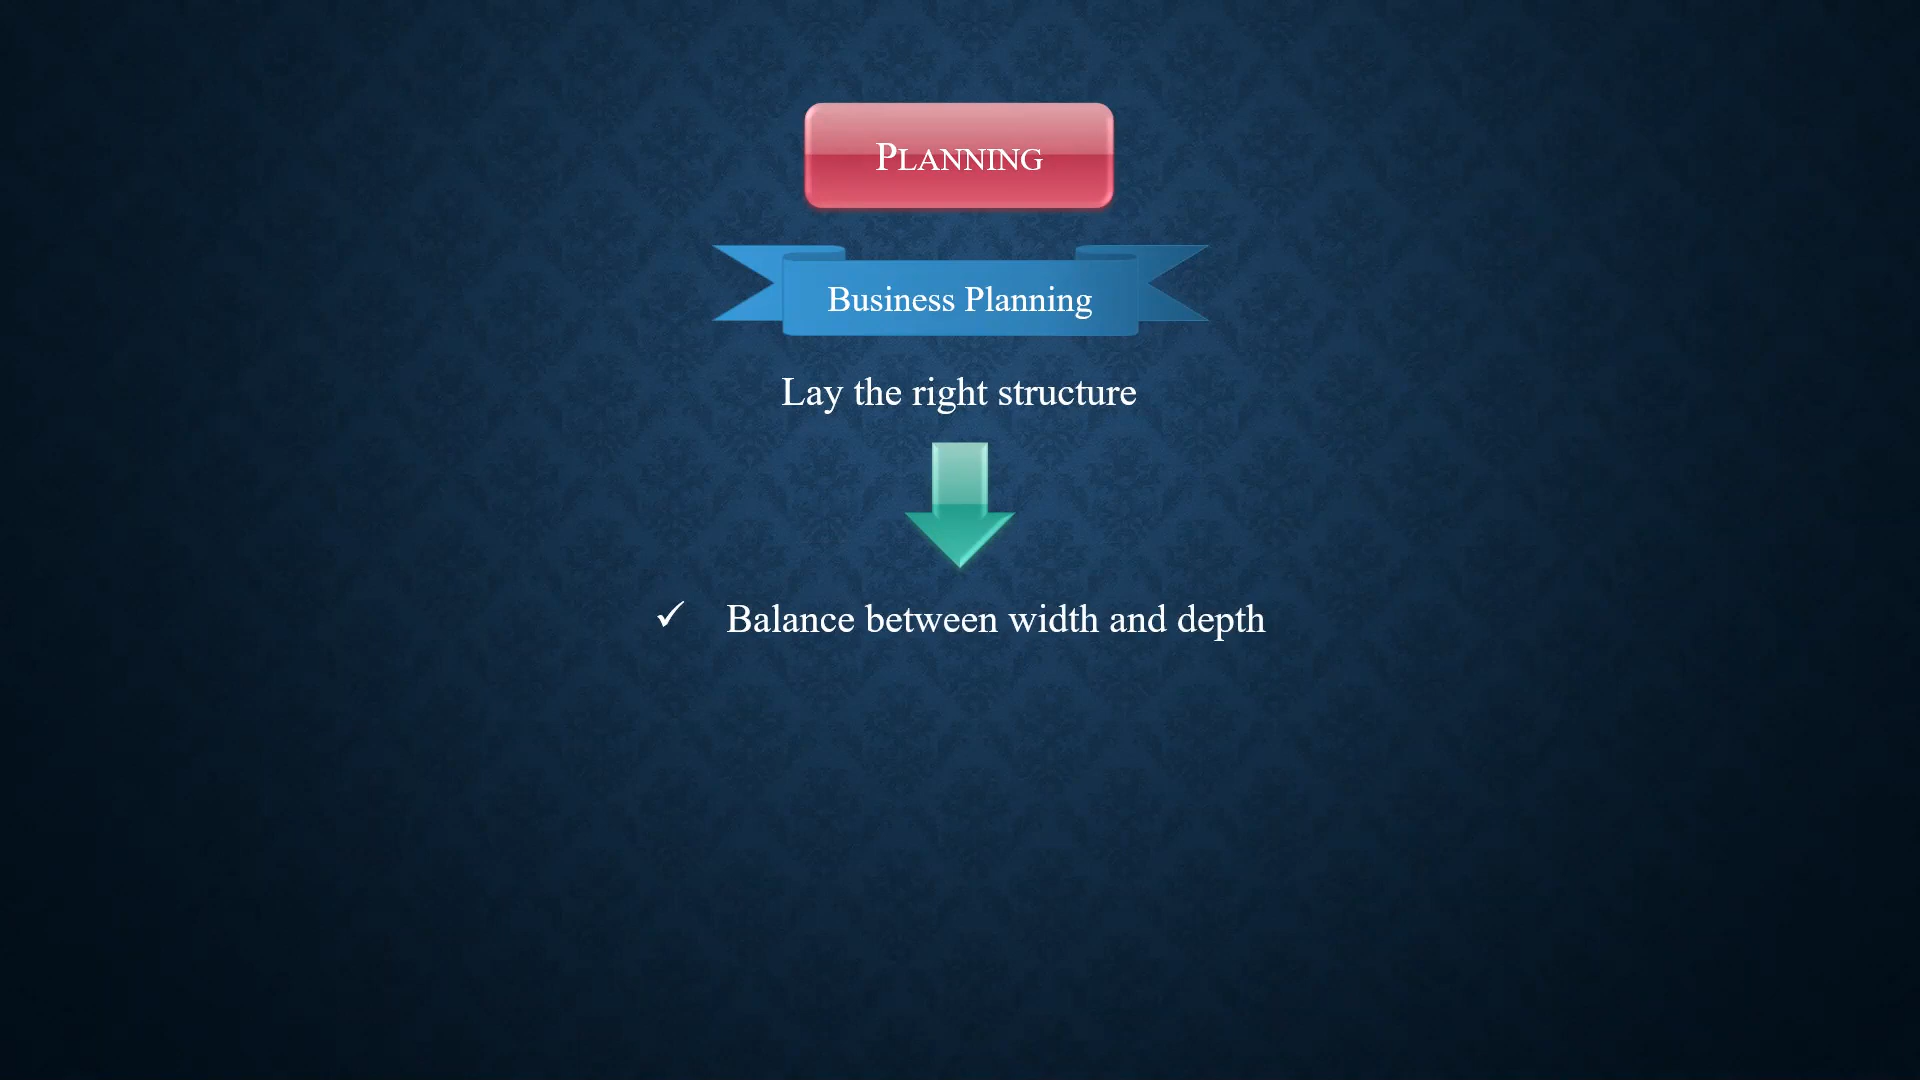 PLANNING
Business Planning
Lay the right structure
✓ Balance between width and depth